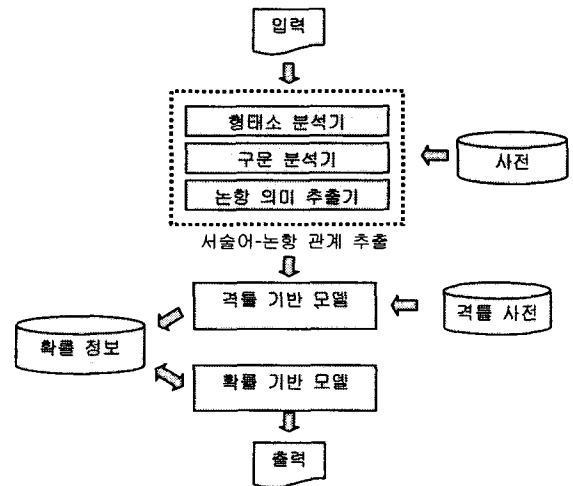 입력
형태소 분석기
구문 분석기
사전
논항 의미 추출기
서술어-논항 관계 추출
격틀 기반 모델
격틀 사전
확률 정보
확률 기반 모델
출력